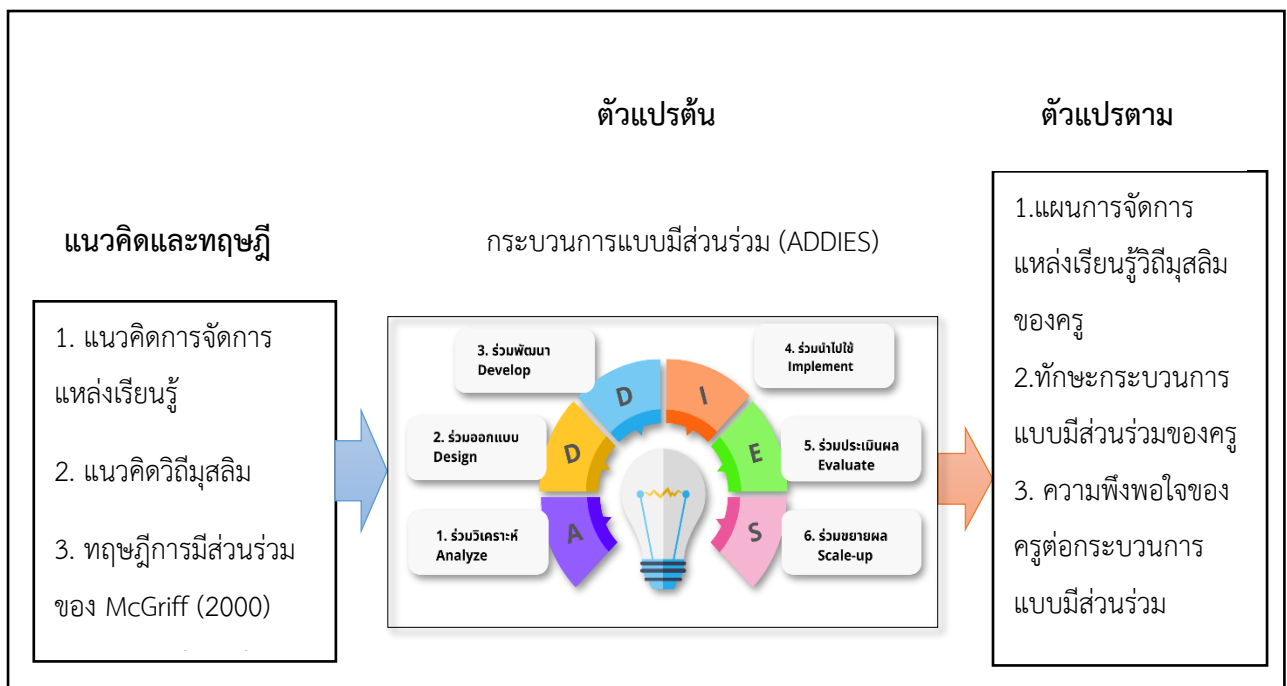 ตัวแปรต้น
ตัวแปรตาม
แนวคิดและทฤษฎี
1. แนวคิดการจัดการ
แหล่งเรียนรู้
2. แนวคิดวิถีมุสลิม
3. ทฤษฎีการมีส่วนร่วม
ของ McGriff (2000)
กระบวนการแบบมีส่วนร่วม (ADDIES)
3. ร่วมพัฒนา
Develop
4. ร่วมนำไปใช้
Implement
2. ร่วมออกแบบ
Design
5. ร่วมประเมินผล
Evaluate
1. ร่วมวิเคราะห์
Analyze
6. ร่วมขยายผล
Scale-up
A
D
D
I
E
S
1.แผนการจัดการ
แหล่งเรียนรู้วิถีมุสลิม
ของครู
2.ทักษะกระบวนการ
แบบมีส่วนร่วมของครู
3. ความพึงพอใจของ
ครูต่อกระบวนการ
แบบมีส่วนร่วม